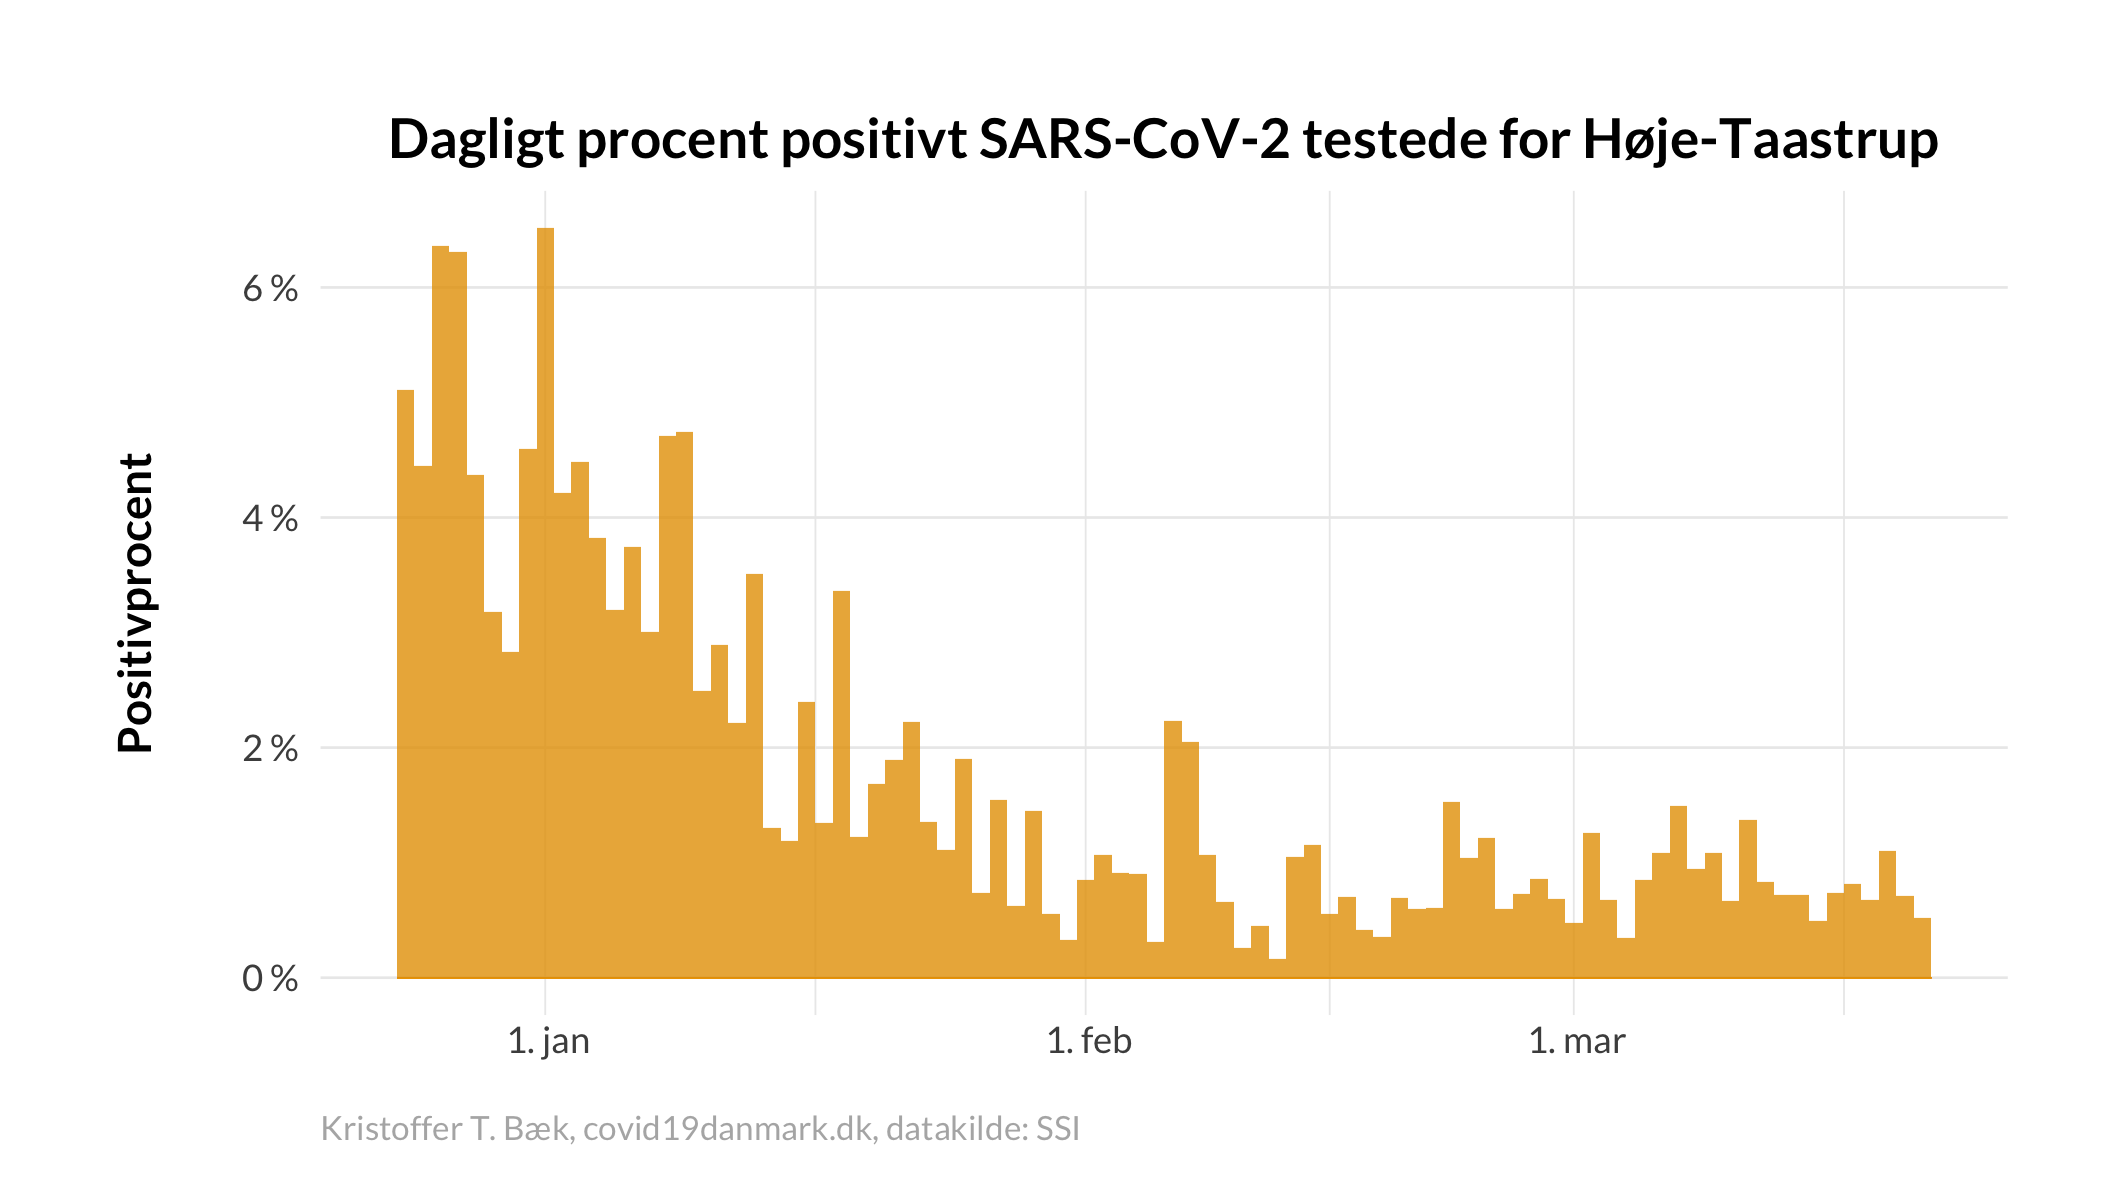 Dagligt procent positivt SARS-CoV-2 testede for Høje-Taastrup
Positivprocent
6 %
4 %
2 %
0 %
1. jan
1. feb
1. mar
Kristoffer T. Bæk, covid19danmark.dk, datakilde: SSI